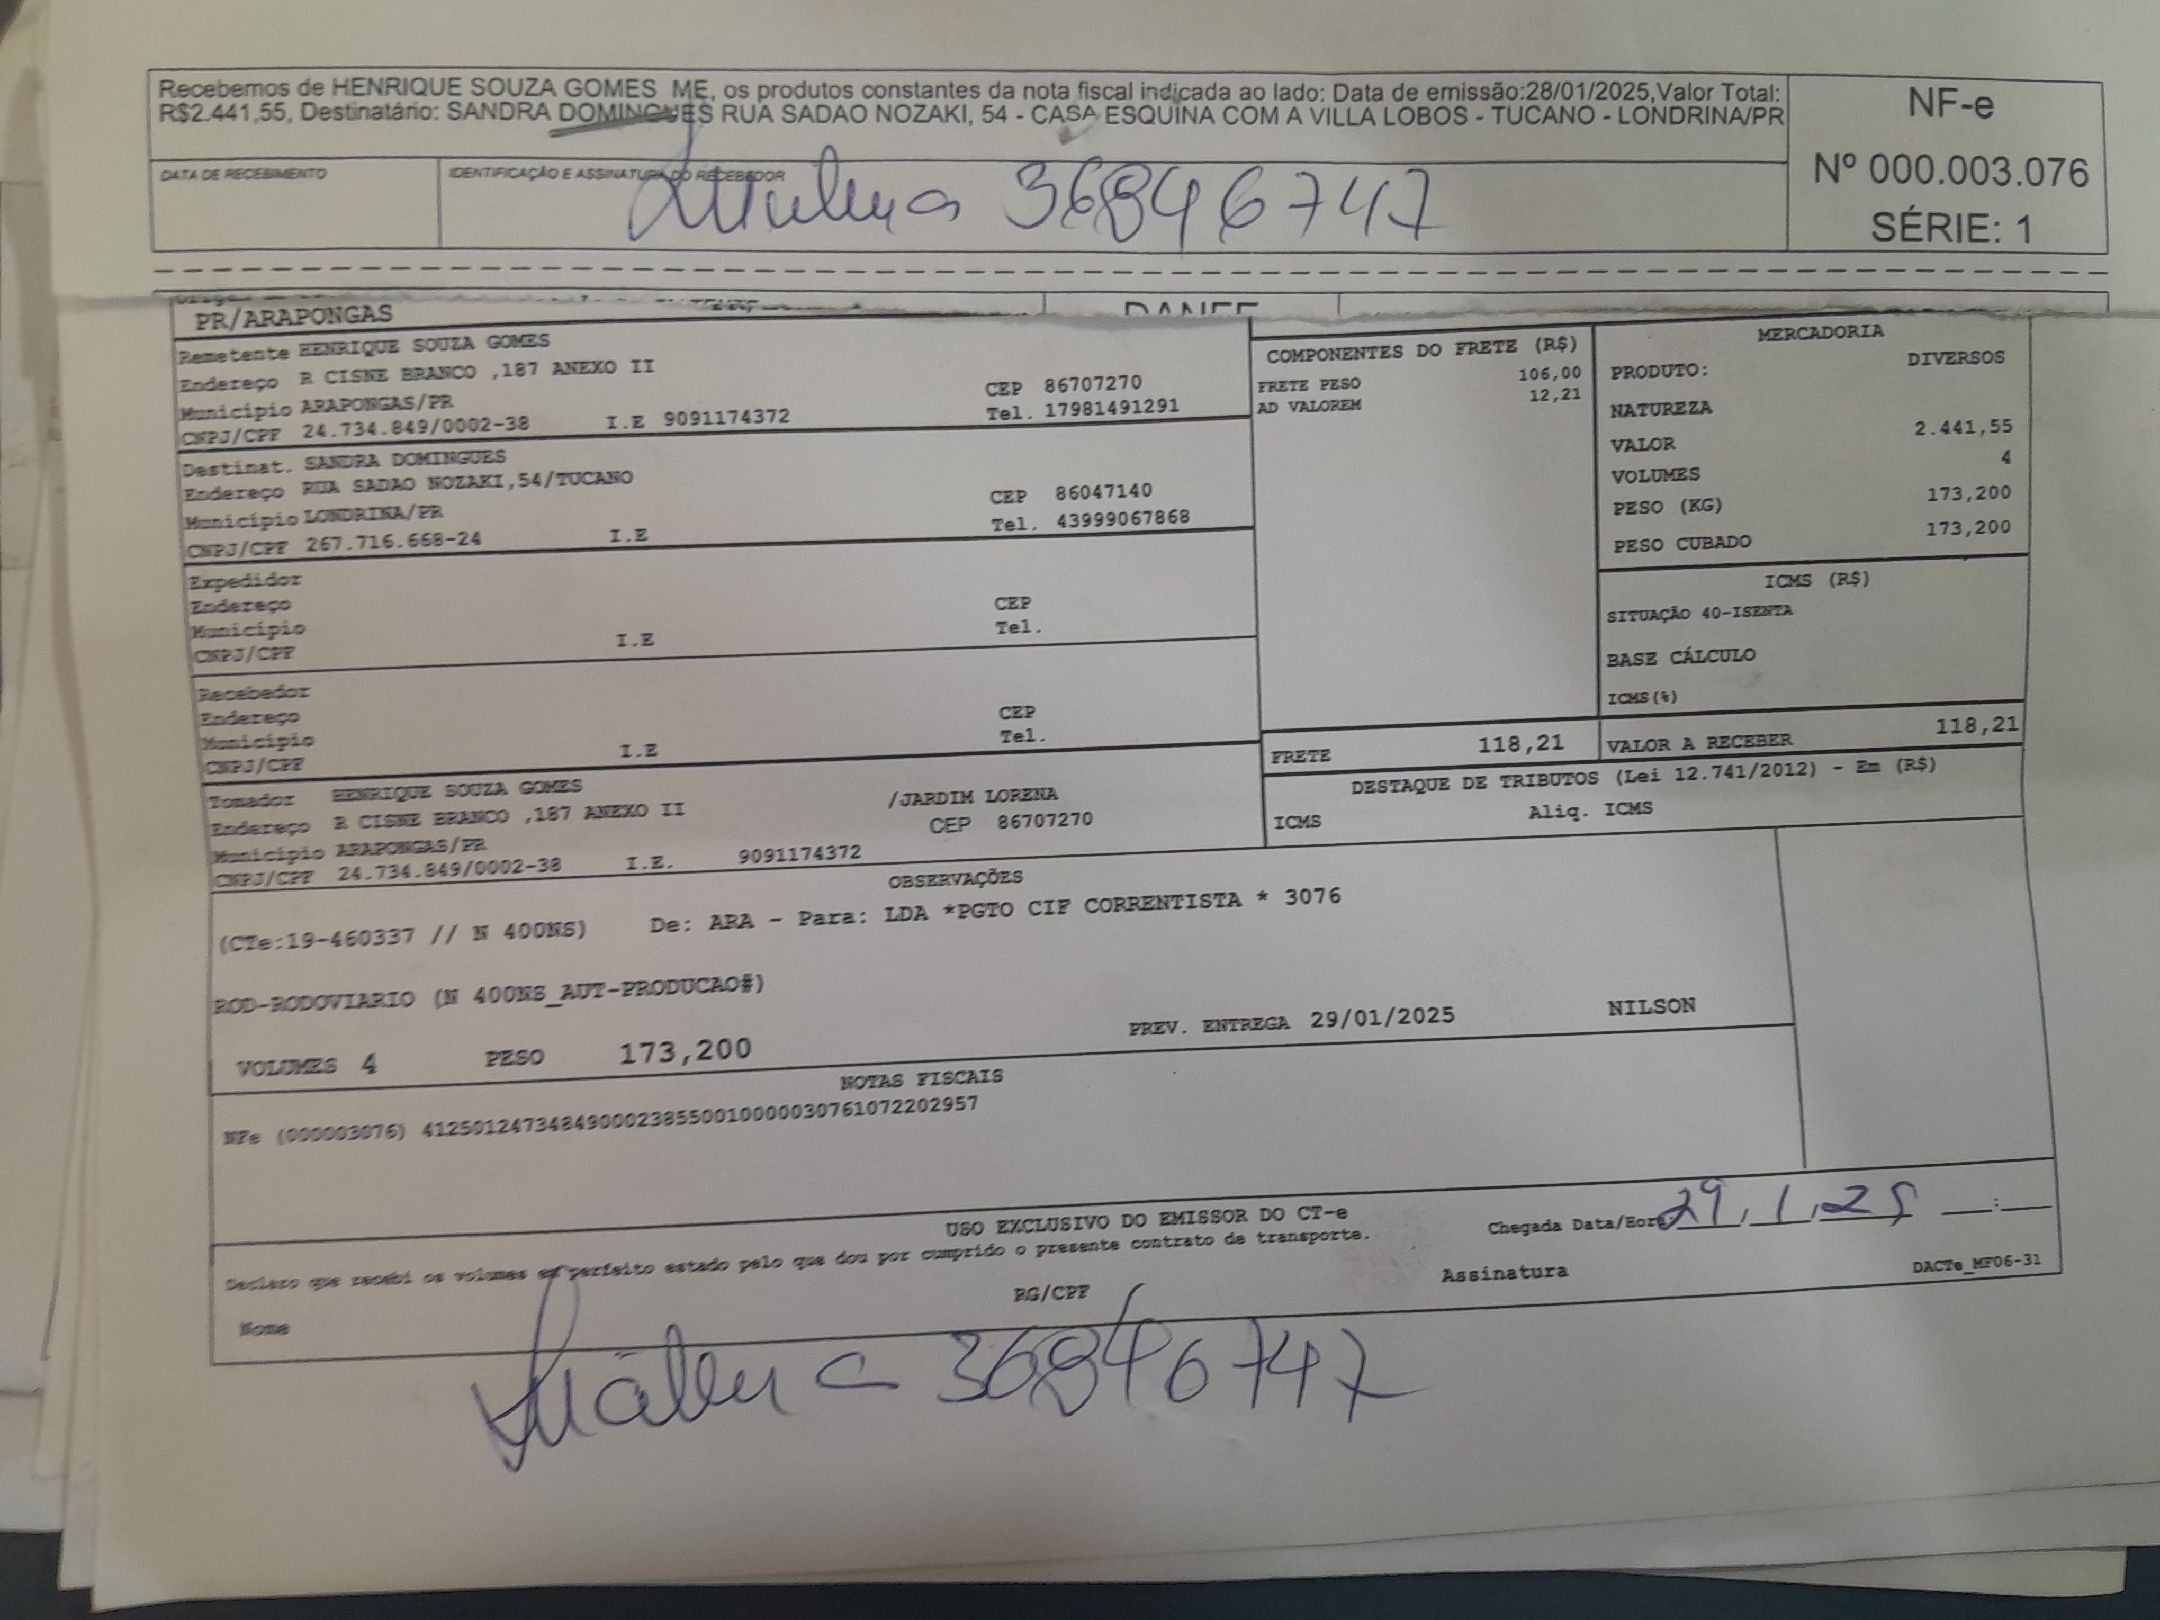 Recebemos de HENRIQUE SOUZA GOMES ME, os produtos constantes da nota fiscal indicada ao lado: Data de emissão:28/01/2025,Valor Total:
R$2.441,55, Destinatário: SANDRA DOMINGUES RUA SADAO NOZAKI, 54 - CASA ESQUINA COM A VILLA LOBOS - TUCANO - LONDRINA/PR
NF-e
Nº 000.003.076
SÉRIE: 1
DATA DE RECEBIMENTO
IDENTIFICAÇÃO E ASSINATURA DO RECEBEDOR
36846747
DANFE
PR/ARAPONGAS
Remetente HENRIQUE SOUZA GOMES
Endereço R CISNE BRANCO ,187 ANEXO II
CEP 86707270
Município ARAPONGAS/PR
Tel. 17981491291
CNPJ/CPF 24.734.849/0002-38 I.E 9091174372
Destinat. SANDRA DOMINGUES
Endereço RUA SADAO NOZAKI,54/TUCANO
CEP 86047140
Município LONDRINA/PR
Tel. 43999067868
CNPJ/CPF 267.716.668-24 I.E
Expedidor
Endereço CEP
Município Tel.
CNPJ/CPF I.E
Recebedor
Endereço CEP
Município Tel.
CNPJ/CPF I.E
Tomador HENRIQUE SOUZA GOMES
Endereço R CISNE BRANCO ,187 ANEXO II /JARDIM LORENA
Município ARAPONGAS/PR CEP 86707270
CNPJ/CPF 24.734.849/0002-38 I.E. 9091174372
COMPONENTES DO FRETE (R$)
FRETE PESO 106,00
AD VALOREM 12,21
MERCADORIA
PRODUTO: DIVERSOS
NATUREZA
VALOR 2.441,55
VOLUMES 4
PESO (KG) 173,200
PESO CUBADO 173,200
ICMS (R$)
SITUAÇÃO 40-ISENTA
BASE CÁLCULO
ICMS(%)
FRETE 118,21
VALOR A RECEBER 118,21
DESTAQUE DE TRIBUTOS (Lei 12.741/2012) - Em (R$)
ICMS Aliq. ICMS
OBSERVAÇÕES
(CTe:19-460337 // N 400NS) De: ARA - Para: LDA *PGTO CIF CORRENTISTA * 3076
ROD-RODOVIARIO (N 400NS_AUT-PRODUCAO#)
PREV. ENTREGA 29/01/2025 NILSON
VOLUMES 4 PESO 173,200
NOTAS FISCAIS
NFe (000003076) 41250124734849000238550010000030761072202957
USO EXCLUSIVO DO EMISSOR DO CT-e
Declaro que recebi os volumes em perfeito estado pelo que dou por cumprido o presente contrato de transporte.
Chegada Data/Hora 29/1/25 __:__
Nome RG/CPF Assinatura
DACTe_MF06-31
36846747